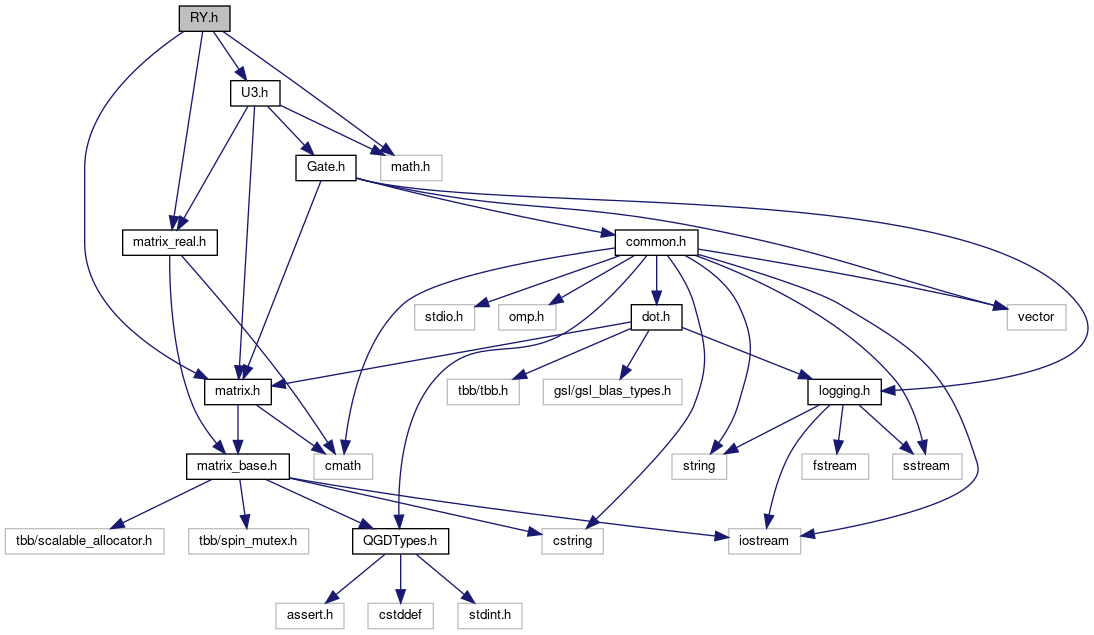 RY.h
U3.h
Gate.h
math.h
matrix_real.h
common.h
stdio.h
omp.h
dot.h
vector
matrix.h
tbb/tbb.h
gsl/gsl_blas_types.h
logging.h
matrix_base.h
cmath
string
fstream
sstream
tbb/scalable_allocator.h
tbb/spin_mutex.h
QGDTypes.h
cstring
iostream
assert.h
cstddef
stdint.h